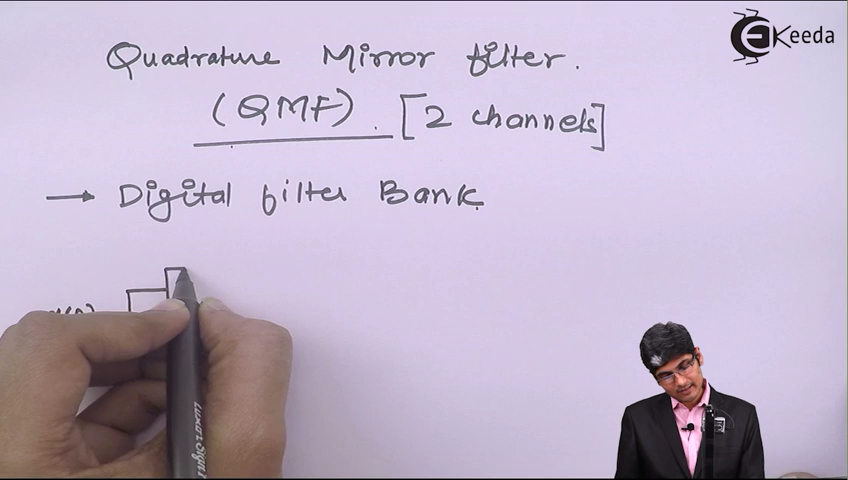 Quadrature Mirror filter.
(QMF). [2 channels]
→ Digital filter Bank
Ekeeda